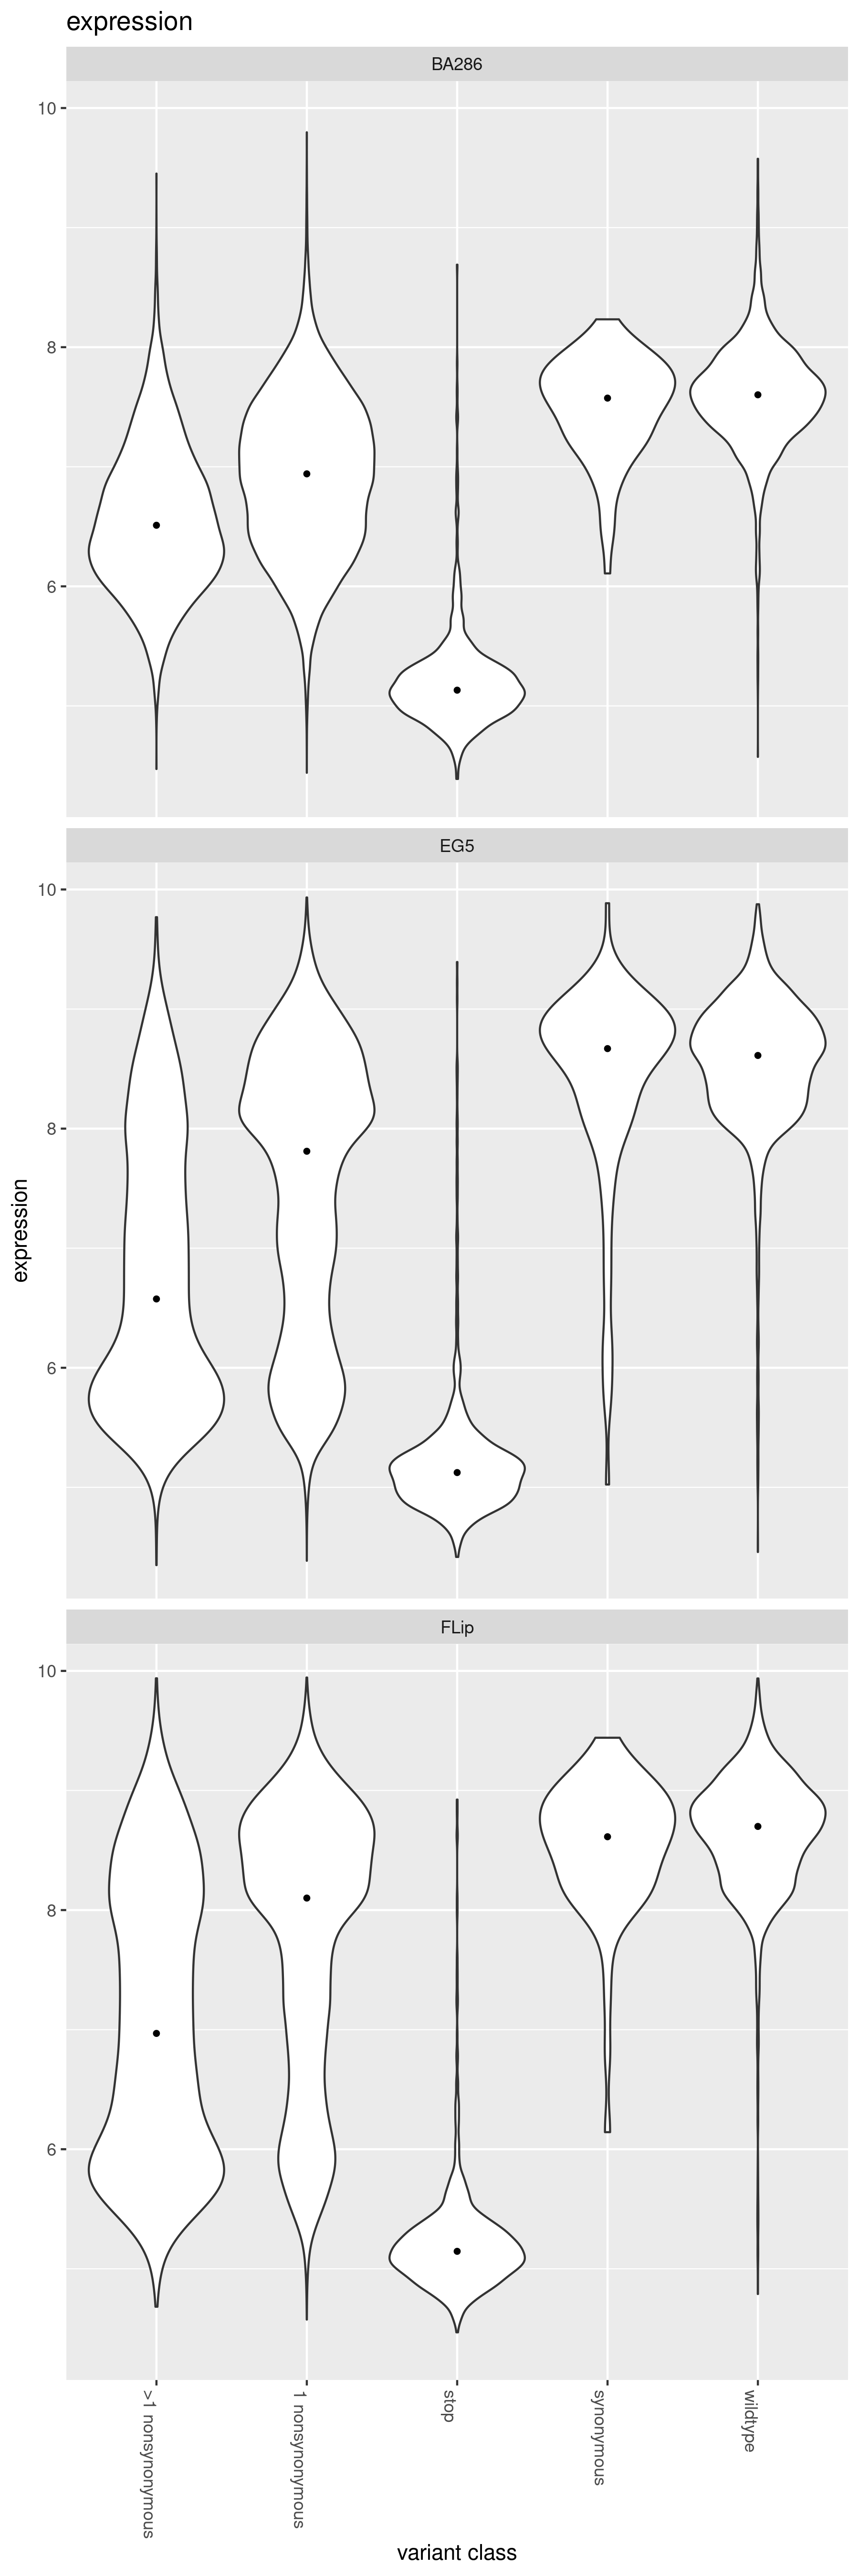 expression
BA286
10
8
6
EG5
10
8
6
expression
FLip
10
8
6
>1 nonsynonymous
1 nonsynonymous
stop
synonymous
wildtype
variant class